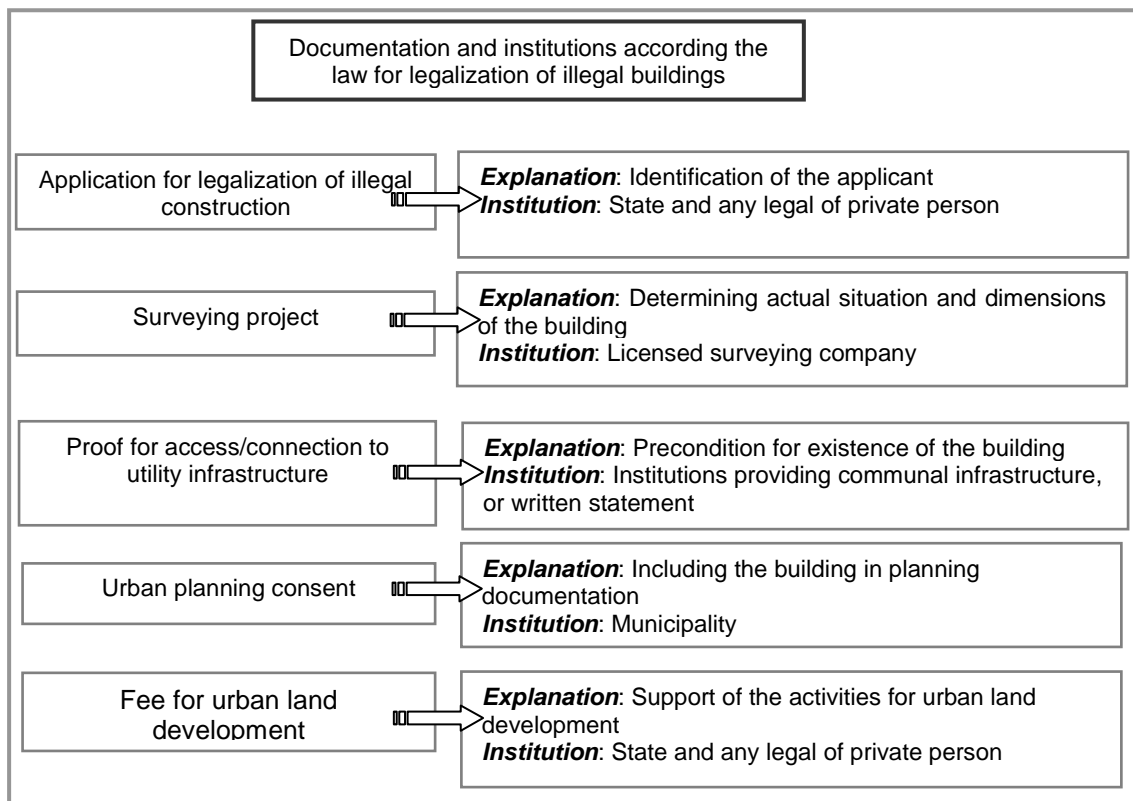 Documentation and institutions according the
law for legalization of illegal buildings
Application for legalization of illegal
construction
Explanation: Identification of the applicant
Institution: State and any legal of private person
Surveying project
Explanation: Determining actual situation and dimensions
of the building
Institution: Licensed surveying company
Proof for access/connection to
utility infrastructure
Explanation: Precondition for existence of the building
Institution: Institutions providing communal infrastructure,
or written statement
Urban planning consent
Explanation: Including the building in planning
documentation
Institution: Municipality
Fee for urban land
development
Explanation: Support of the activities for urban land
development
Institution: State and any legal of private person